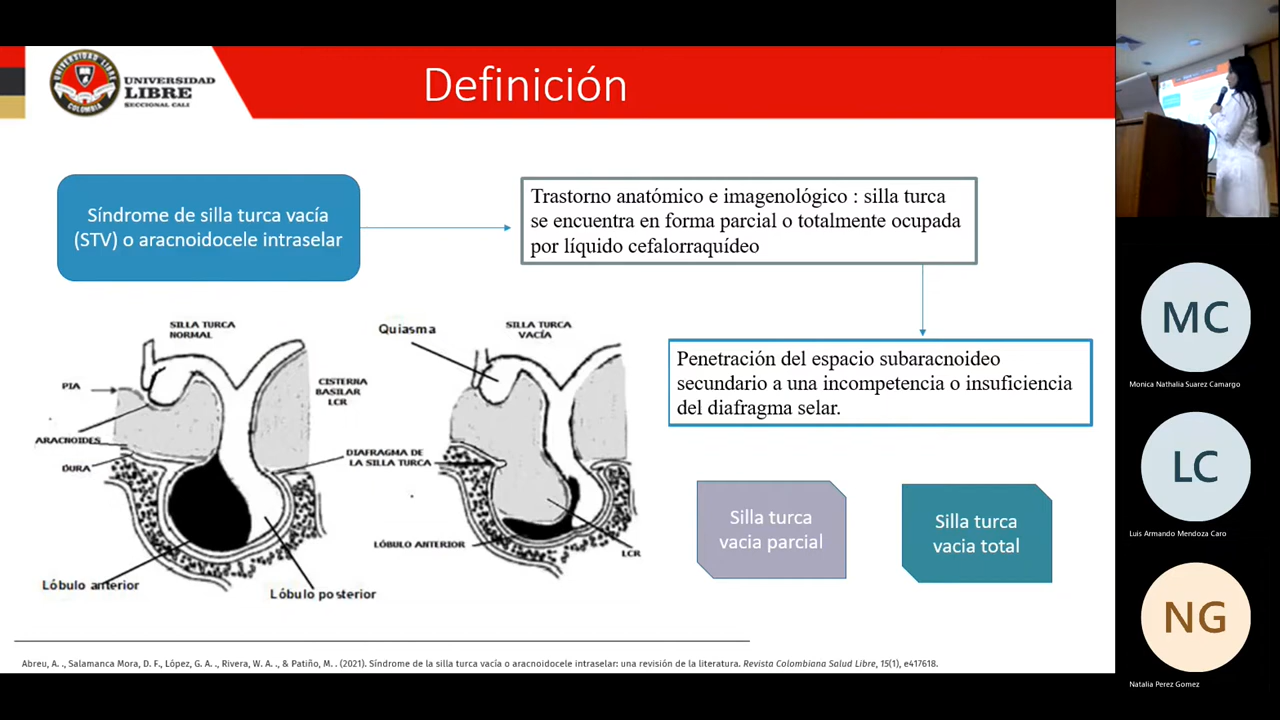 UNIVERSIDAD LIBRE
COLOMBIA
UNIVERSIDAD
LIBRE
SECCIONAL CALI
Definición
Síndrome de silla turca vacía
(STV) o aracnoidocele intraselar
Trastorno anatómico e imagenológico : silla turca
se encuentra en forma parcial o totalmente ocupada
por líquido cefalorraquídeo
Penetración del espacio subaracnoideo
secundario a una incompetencia o insuficiencia
del diafragma selar.
SILLA TURCA
NORMAL
PIA
ARACNOIDES
DURA
CISTERNA
BASILAR
LCR
DIAFRAGMA DE
LA SILLA TURCA
Lóbulo anterior
Lóbulo posterior
Quiasma
SILLA TURCA
VACÍA
LÓBULO ANTERIOR
LCR
Silla turca
vacia parcial
Silla turca
vacia total
Abreu, A. ., Salamanca Mora, D. F., López, G. A. ., Rivera, W. A. ., & Patiño, M. . (2021). Síndrome de la silla turca vacía o aracnoidocele intraselar: una revisión de la literatura. Revista Colombiana Salud Libre, 15(1), e417618.
MC
Monica Nathalia Suarez Camargo
LC
Luis Armando Mendoza Caro
NG
Natalia Perez Gomez